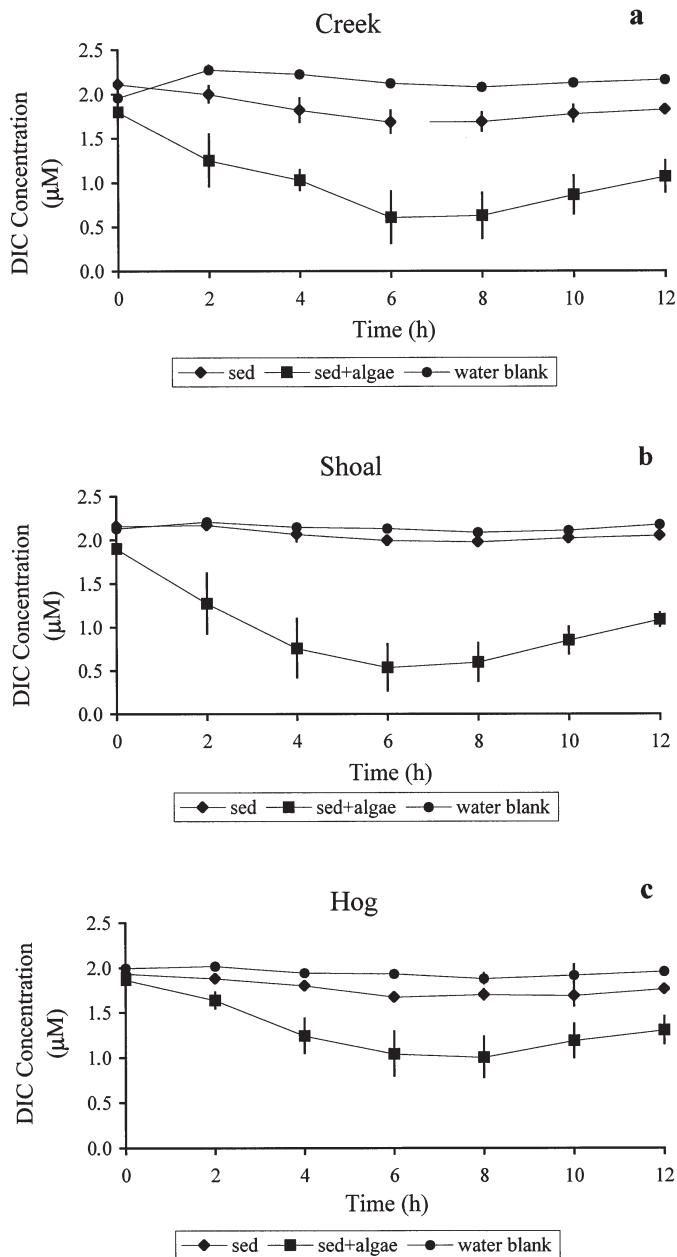 a
Creek
2.5
2.0
1.5
1.0
0.5
0.0
DIC Concentration
(µM)
0 2 4 6 8 10 12
Time (h)
sed sed+algae water blank
b
Shoal
2.5
2.0
1.5
1.0
0.5
0.0
DIC Concentration
(µM)
0 2 4 6 8 10 12
Time (h)
sed sed+algae water blank
c
Hog
2.5
2.0
1.5
1.0
0.5
0.0
DIC Concentration
(µM)
0 2 4 6 8 10 12
Time (h)
sed sed+algae water blank